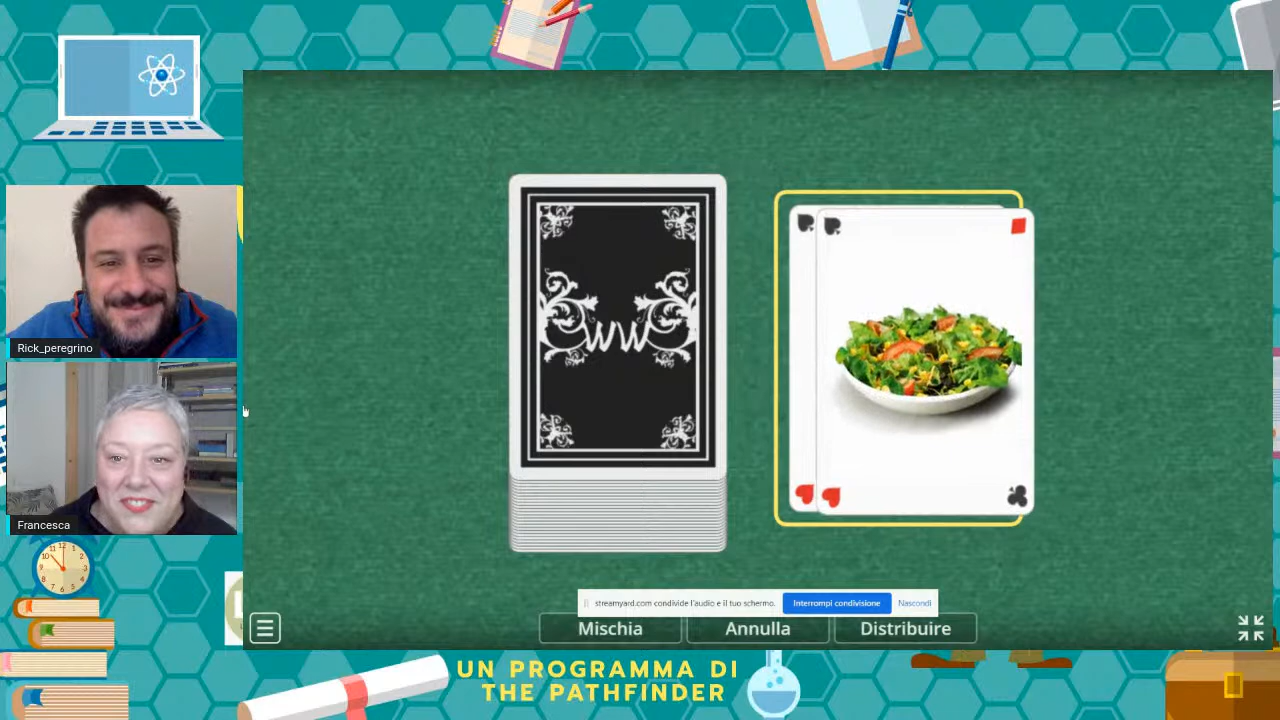 Rick_peregrino
Francesca
WW
streamyard.com condivide l'audio e il tuo schermo.
Interrompi condivisione
Nascondi
Mischia
Annulla
Distribuire
UN PROGRAMMA DI
THE PATHFINDER